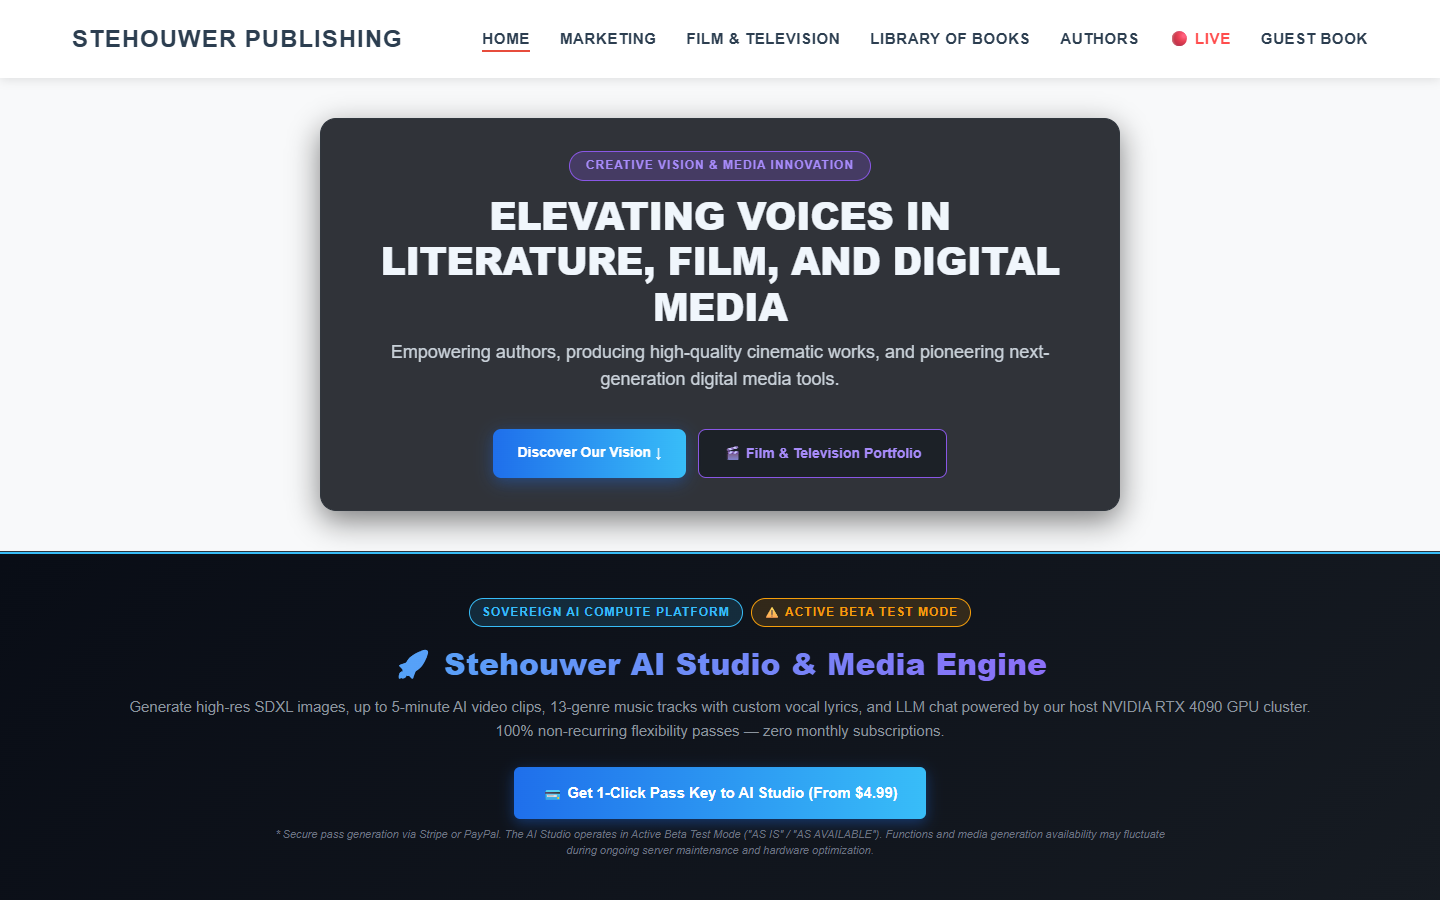 STEHOUWER PUBLISHING
HOME MARKETING FILM & TELEVISION LIBRARY OF BOOKS AUTHORS LIVE GUEST BOOK
CREATIVE VISION & MEDIA INNOVATION
ELEVATING VOICES IN
LITERATURE, FILM, AND DIGITAL
MEDIA
Empowering authors, producing high-quality cinematic works, and pioneering next-
generation digital media tools.
Discover Our Vision ↓
Film & Television Portfolio
SOVEREIGN AI COMPUTE PLATFORM
ACTIVE BETA TEST MODE
Stehouwer AI Studio & Media Engine
Generate high-res SDXL images, up to 5-minute AI video clips, 13-genre music tracks with custom vocal lyrics, and LLM chat powered by our host NVIDIA RTX 4090 GPU cluster.
100% non-recurring flexibility passes — zero monthly subscriptions.
Get 1-Click Pass Key to AI Studio (From $4.99)
* Secure pass generation via Stripe or PayPal. The AI Studio operates in Active Beta Test Mode ("AS IS" / "AS AVAILABLE"). Functions and media generation availability may fluctuate
during ongoing server maintenance and hardware optimization.